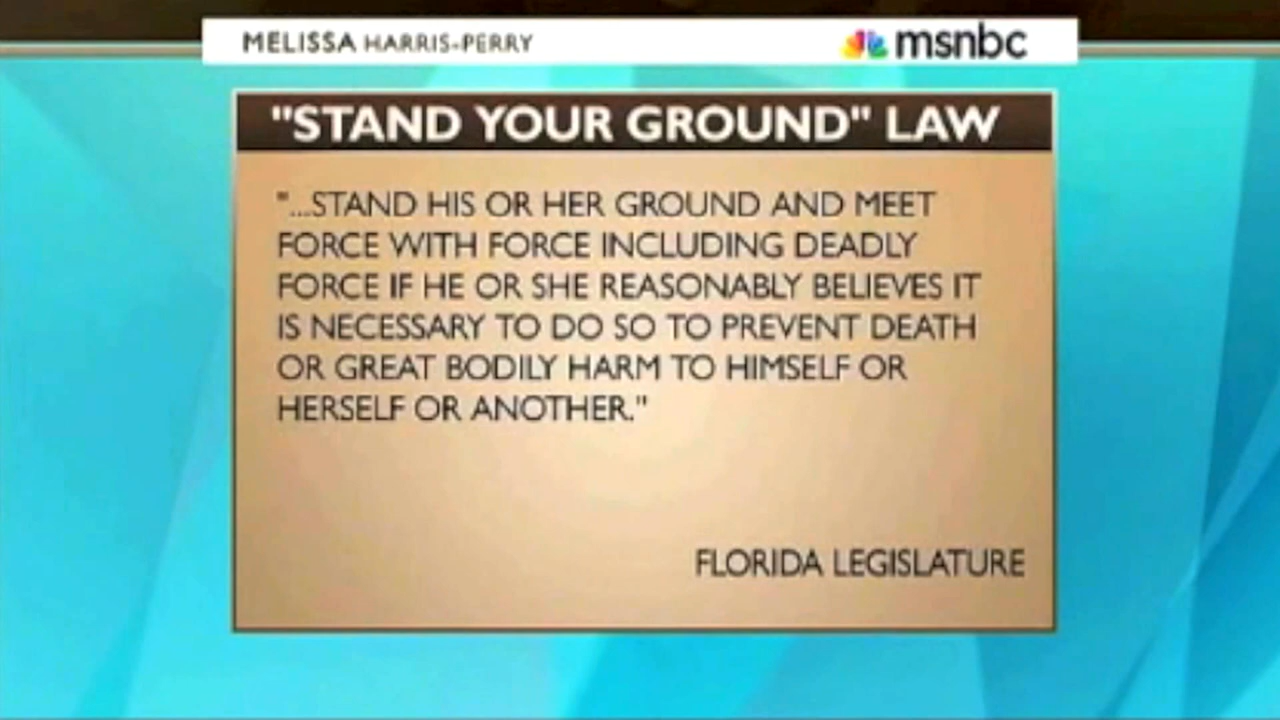 MELISSA HARRIS-PERRY
msnbc
"STAND YOUR GROUND" LAW
"...STAND HIS OR HER GROUND AND MEET
FORCE WITH FORCE INCLUDING DEADLY
FORCE IF HE OR SHE REASONABLY BELIEVES IT
IS NECESSARY TO DO SO TO PREVENT DEATH
OR GREAT BODILY HARM TO HIMSELF OR
HERSELF OR ANOTHER."
FLORIDA LEGISLATURE